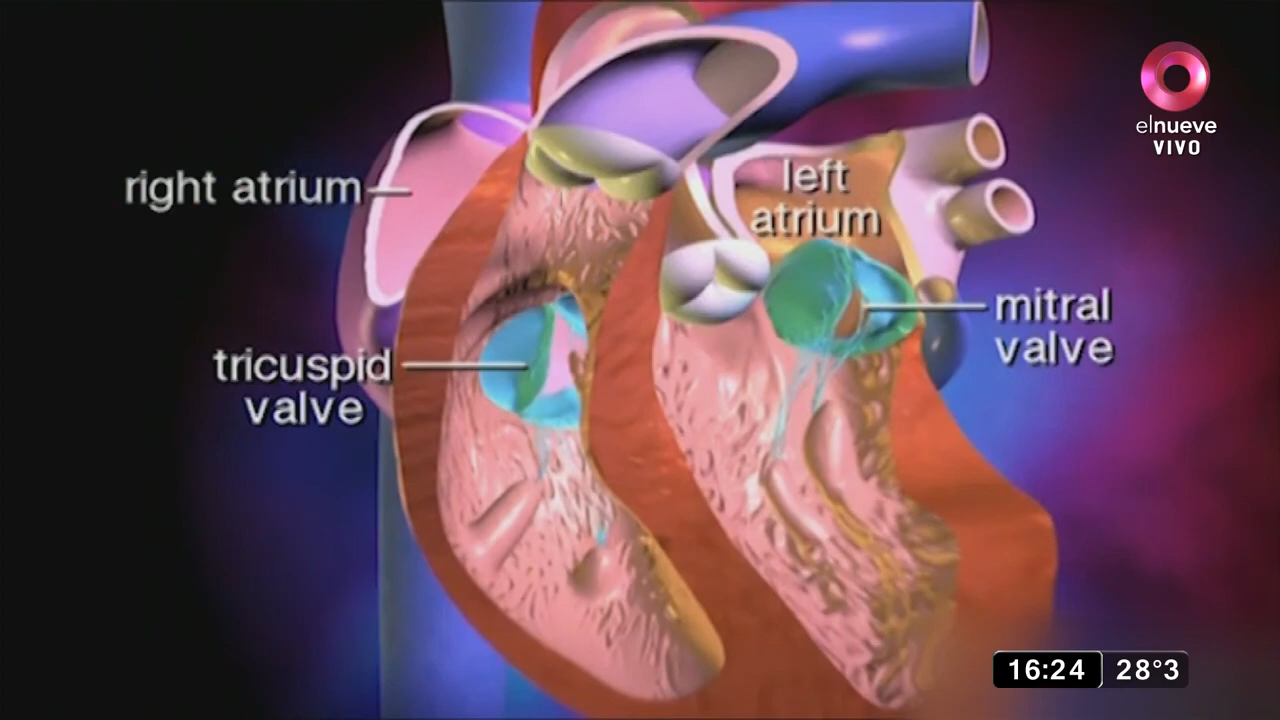 elnueve
VIVO
left
atrium
right atrium
mitral
valve
tricuspid
valve
16:24 28°3